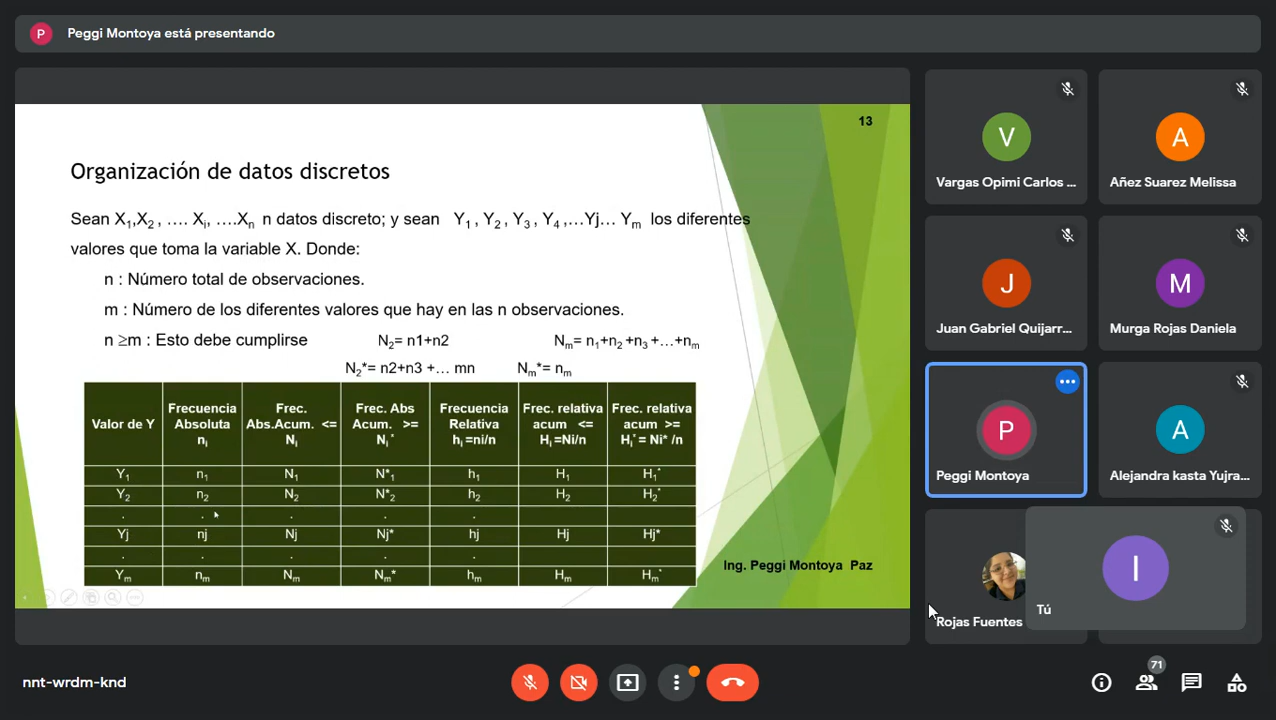 P Peggi Montoya está presentando
13
Organización de datos discretos
Sean X1,X2 , …. Xi, ….Xn n datos discreto; y sean Y1 , Y2 , Y3 , Y4 ,…Yj… Ym los diferentes
valores que toma la variable X. Donde:
n : Número total de observaciones.
m : Número de los diferentes valores que hay en las n observaciones.
n ≥m : Esto debe cumplirse N2= n1+n2 Nm= n1+n2 +n3 +…+nm
N2*= n2+n3 +… mn Nm*= nm
Valor de Y Frecuencia Absoluta ni Frec. Abs.Acum. <= Ni Frec. Abs Acum. >= Ni* Frecuencia Relativa hi =ni/n Frec. relativa acum <= Hi =Ni/n Frec. relativa acum >= Hi* = Ni* /n
Y1 n1 N1 N*1 h1 H1 H1*
Y2 n2 N2 N*2 h2 H2 H2*
. . . . .
Yj nj Nj Nj* hj Hj Hj*
. . . . .
Ym nm Nm Nm* hm Hm Hm*
Ing. Peggi Montoya Paz
V
Vargas Opimi Carlos ...
A
Añez Suarez Melissa
J
Juan Gabriel Quijarr...
M
Murga Rojas Daniela
P
Peggi Montoya
A
Alejandra kasta Yujra...
Rojas Fuentes
I
Tú
nnt-wrdm-knd
71